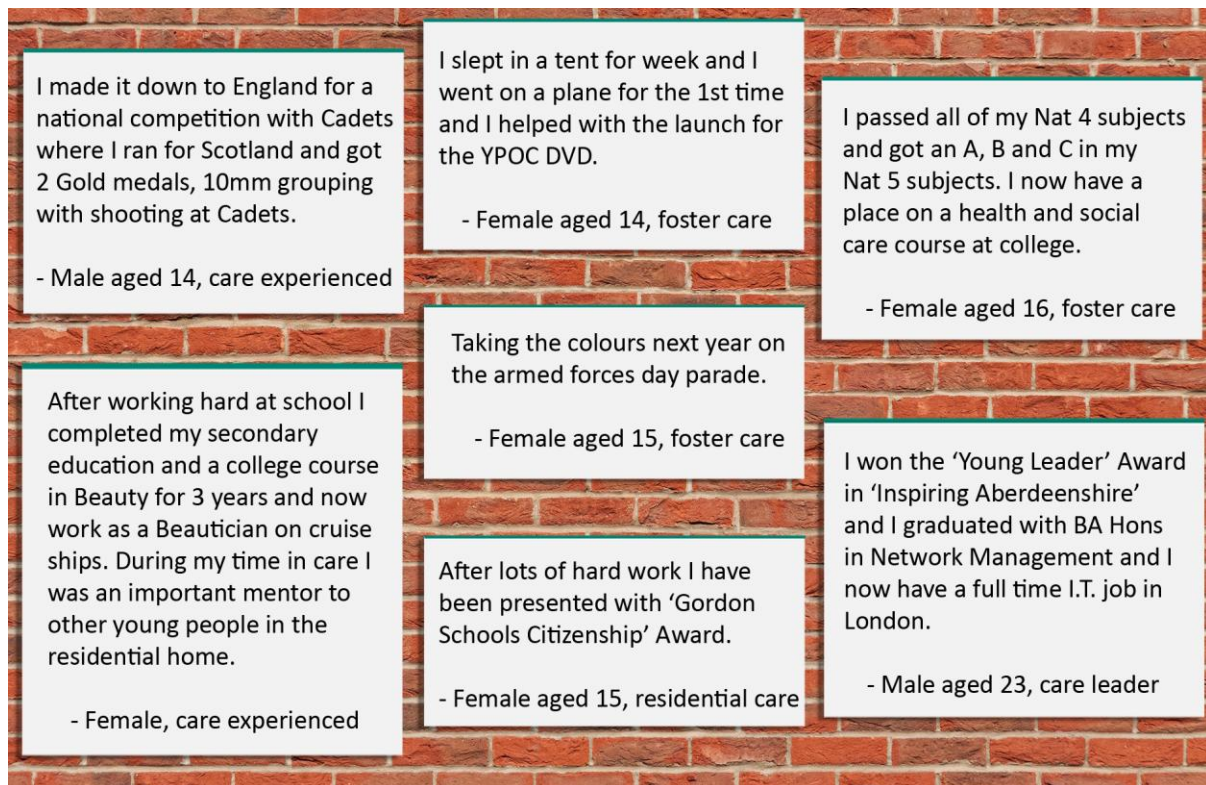 I made it down to England for a
national competition with Cadets
where I ran for Scotland and got
2 Gold medals, 10mm grouping
with shooting at Cadets.
- Male aged 14, care experienced
After working hard at school I
completed my secondary
education and a college course
in Beauty for 3 years and now
work as a Beautician on cruise
ships. During my time in care I
was an important mentor to
other young people in the
residential home.
- Female, care experienced
I slept in a tent for week and I
went on a plane for the 1st time
and I helped with the launch for
the YPOC DVD.
- Female aged 14, foster care
Taking the colours next year on
the armed forces day parade.
- Female aged 15, foster care
After lots of hard work I have
been presented with ‘Gordon
Schools Citizenship’ Award.
- Female aged 15, residential care
I passed all of my Nat 4 subjects
and got an A, B and C in my
Nat 5 subjects. I now have a
place on a health and social
care course at college.
- Female aged 16, foster care
I won the ‘Young Leader’ Award
in ‘Inspiring Aberdeenshire’
and I graduated with BA Hons
in Network Management and I
now have a full time I.T. job in
London.
- Male aged 23, care leader